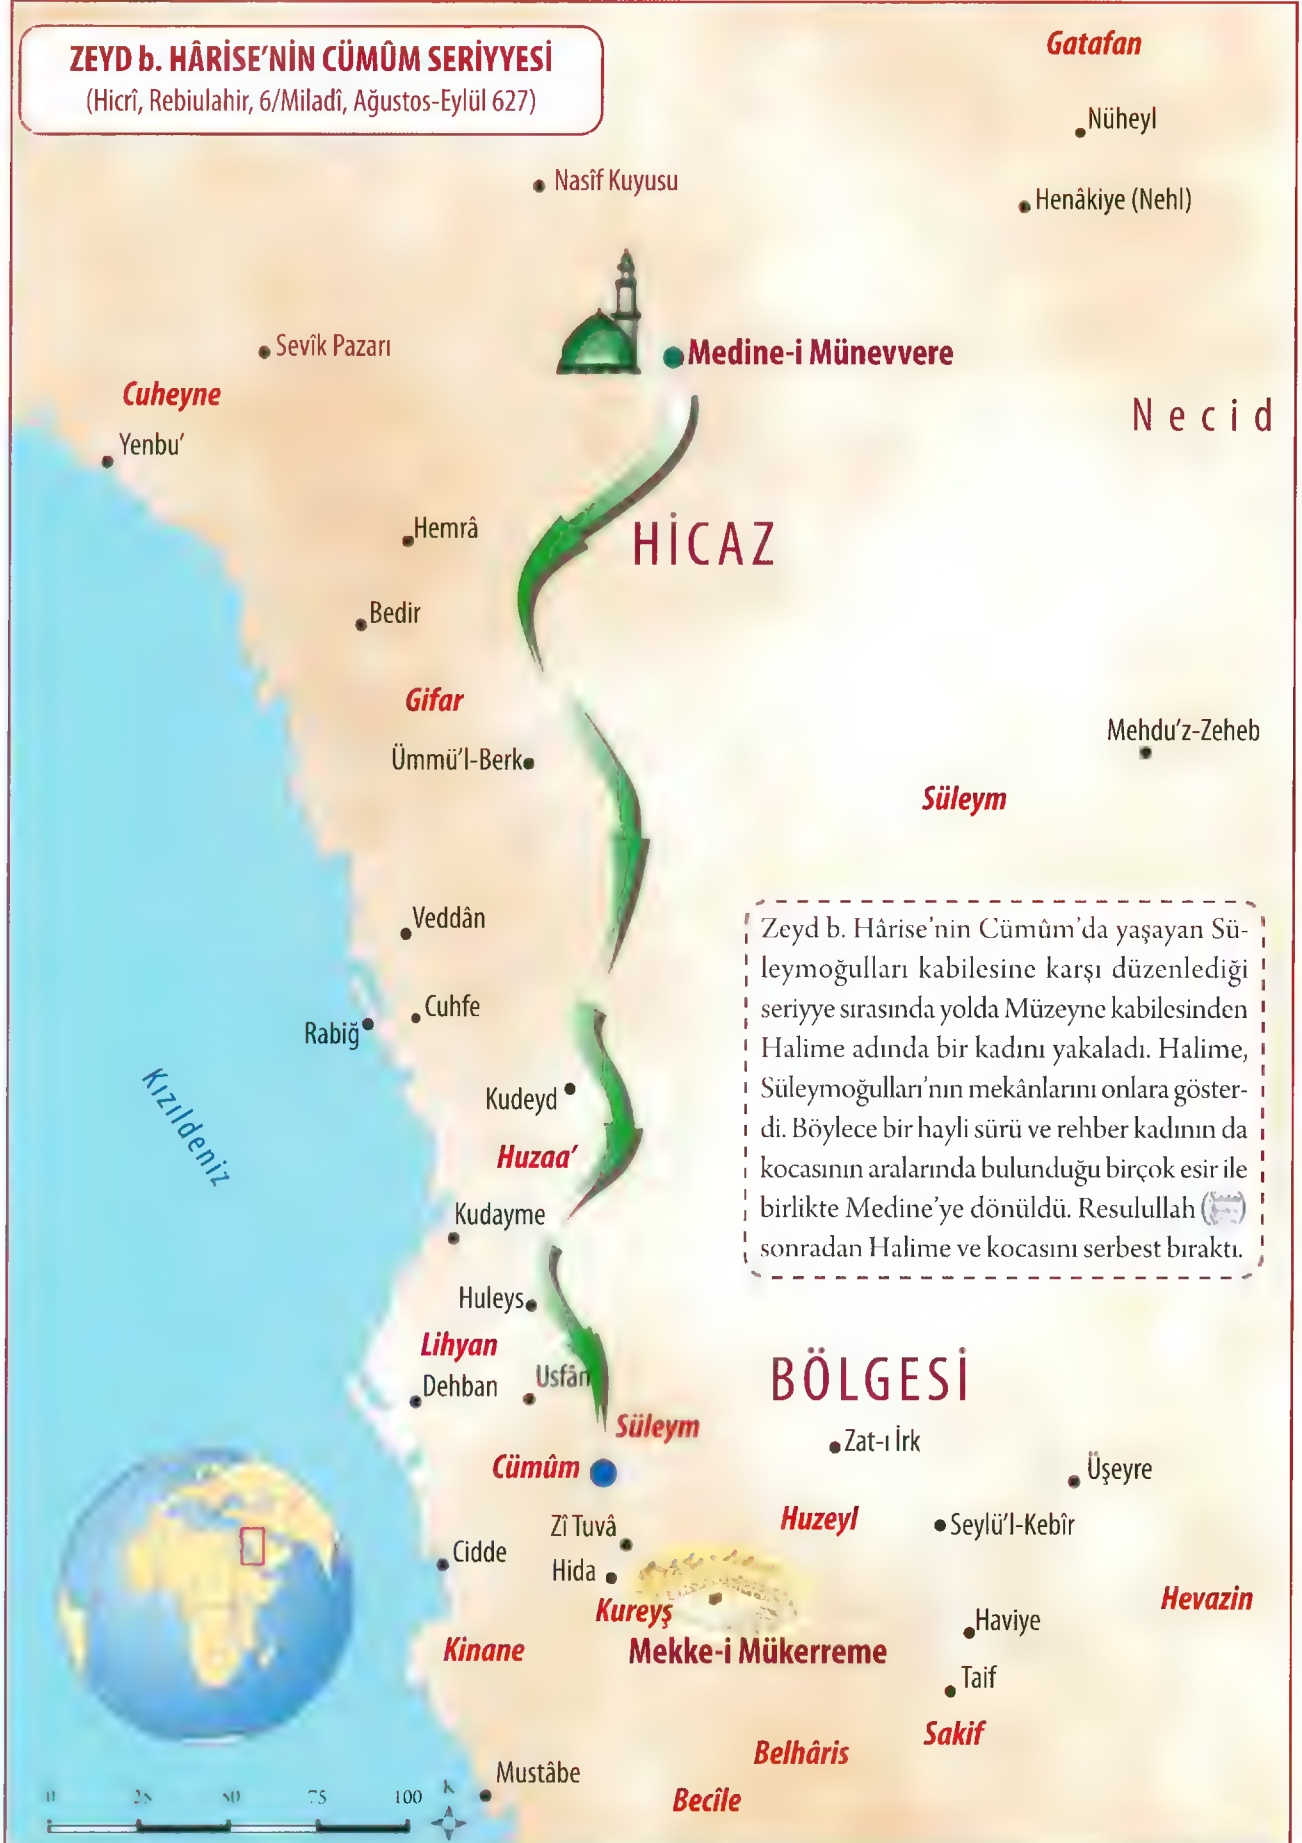 ZEYD b. HÂRİSE'NİN CÜMÛM SERİYYESİ
(Hicrî, Rebiulahir, 6/Miladî, Ağustos-Eylül 627)
Gatafan
Nüheyl
Nasîf Kuyusu
Henâkiye (Nehl)
Sevîk Pazarı
Medine-i Münevvere
Cuheyne
Necid
Yenbu'
Hemrâ
HİCAZ
Bedir
Gifar
Ümmü'l-Berk
Mehdu'z-Zeheb
Süleym
Veddân
Cuhfe
Rabiğ
Kızıldeniz
Kudeyd
Huzaa'
Zeyd b. Hârise'nin Cümûm'da yaşayan Sü-
leymoğulları kabilesine karşı düzenlediği
seriyye sırasında yolda Müzeyne kabilesinden
Halime adında bir kadını yakaladı. Halime,
Süleymoğulları'nın mekânlarını onlara göster-
di. Böylece bir hayli sürü ve rehber kadının da
kocasının aralarında bulunduğu birçok esir ile
birlikte Medine'ye dönüldü. Resulullah ( )
sonradan Halime ve kocasını serbest bıraktı.
Kudayme
Huleys
Lihyan
Dehban
Usfân
BÖLGESİ
Süleym
Zat-ı İrk
Cümûm
Üşeyre
Huzeyl
Zî Tuvâ
Seylü'l-Kebîr
Cidde
Hida
Kureyş
Hevazin
Haviye
Kinane
Mekke-i Mükerreme
Taif
Sakif
Belhâris
Mustâbe
Becîle
0 25 50 75 100
K